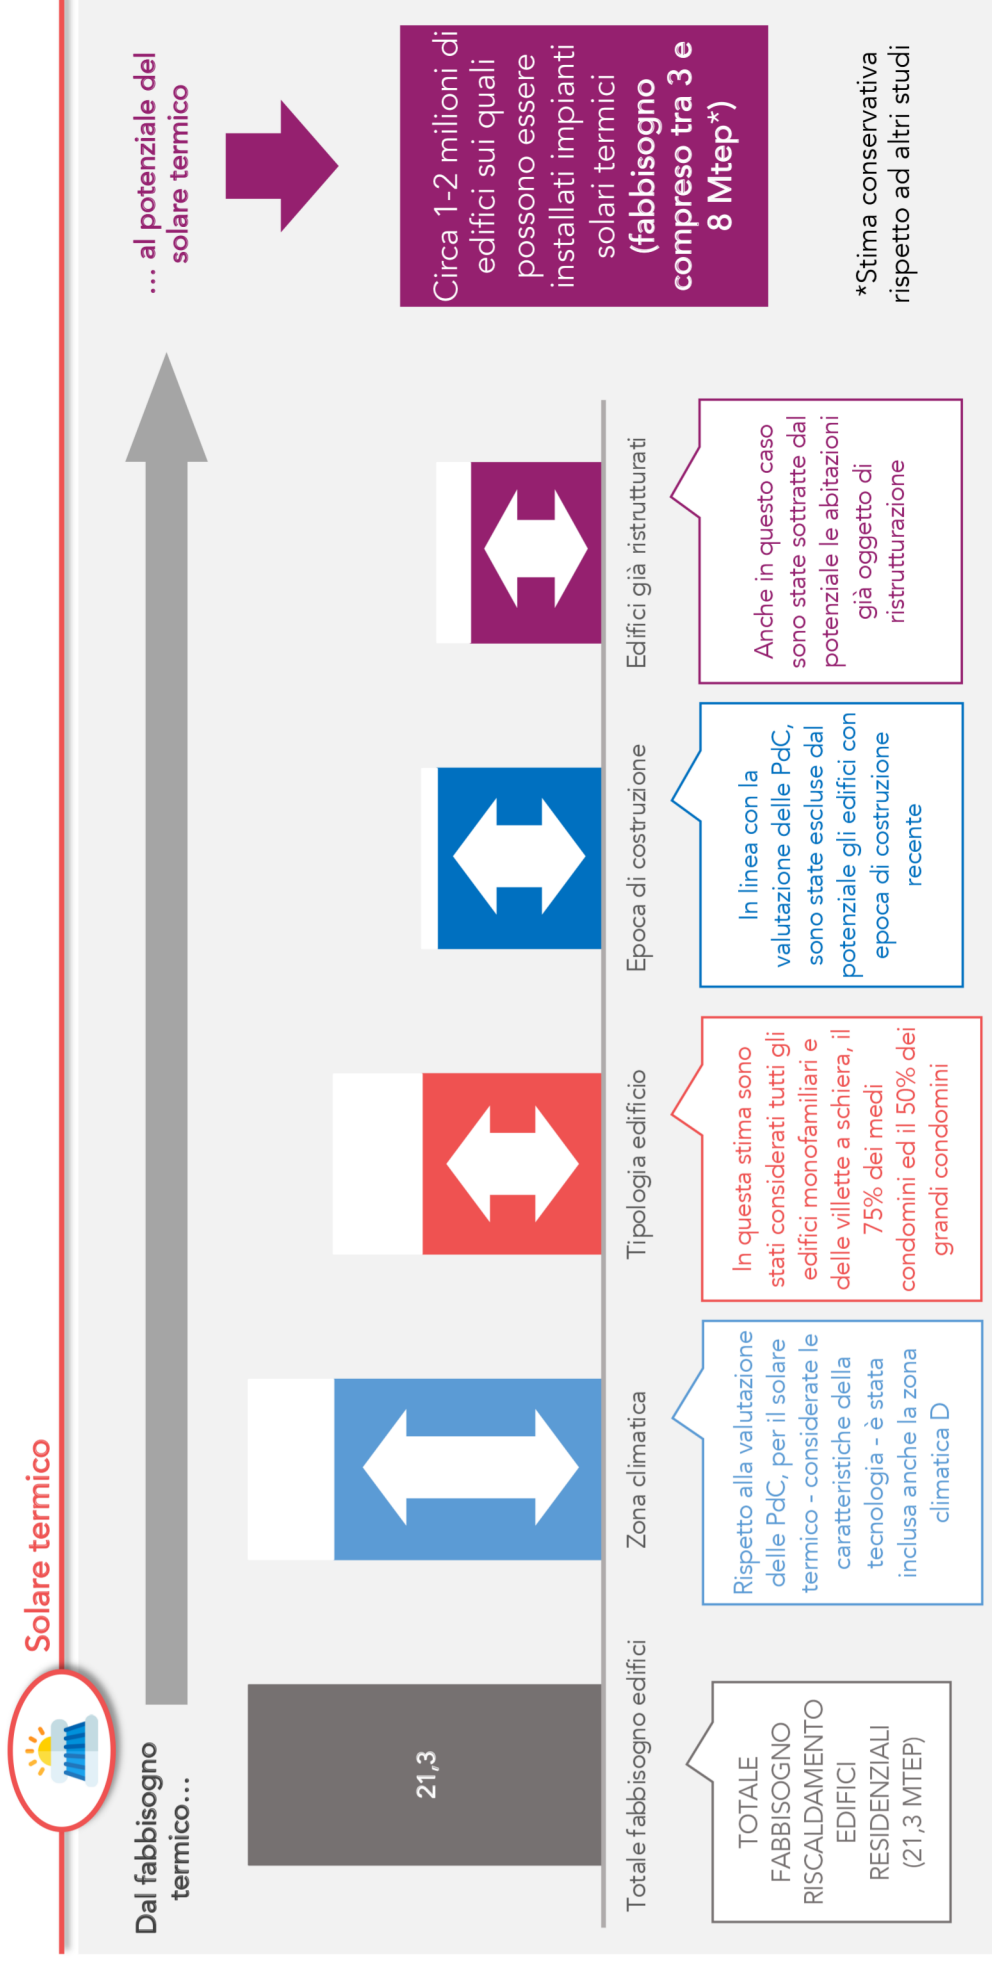 Solare termico
Dal fabbisogno
termico...
... al potenziale del
solare termico
21,3
Totale fabbisogno edifici
Zona climatica
Tipologia edificio
Epoca di costruzione
Edifici già ristrutturati
TOTALE
FABBISOGNO
RISCALDAMENTO
EDIFICI
RESIDENZIALI
(21,3 MTEP)
Rispetto alla valutazione
delle PdC, per il solare
termico - considerate le
caratteristiche della
tecnologia - è stata
inclusa anche la zona
climatica D
In questa stima sono
stati considerati tutti gli
edifici monofamiliari e
delle villette a schiera, il
75% dei medi
condomini ed il 50% dei
grandi condomini
In linea con la
valutazione delle PdC,
sono state escluse dal
potenziale gli edifici con
epoca di costruzione
recente
Anche in questo caso
sono state sottratte dal
potenziale le abitazioni
già oggetto di
ristrutturazione
Circa 1-2 milioni di
edifici sui quali
possono essere
installati impianti
solari termici
(fabbisogno
compreso tra 3 e
8 Mtep*)
*Stima conservativa
rispetto ad altri studi